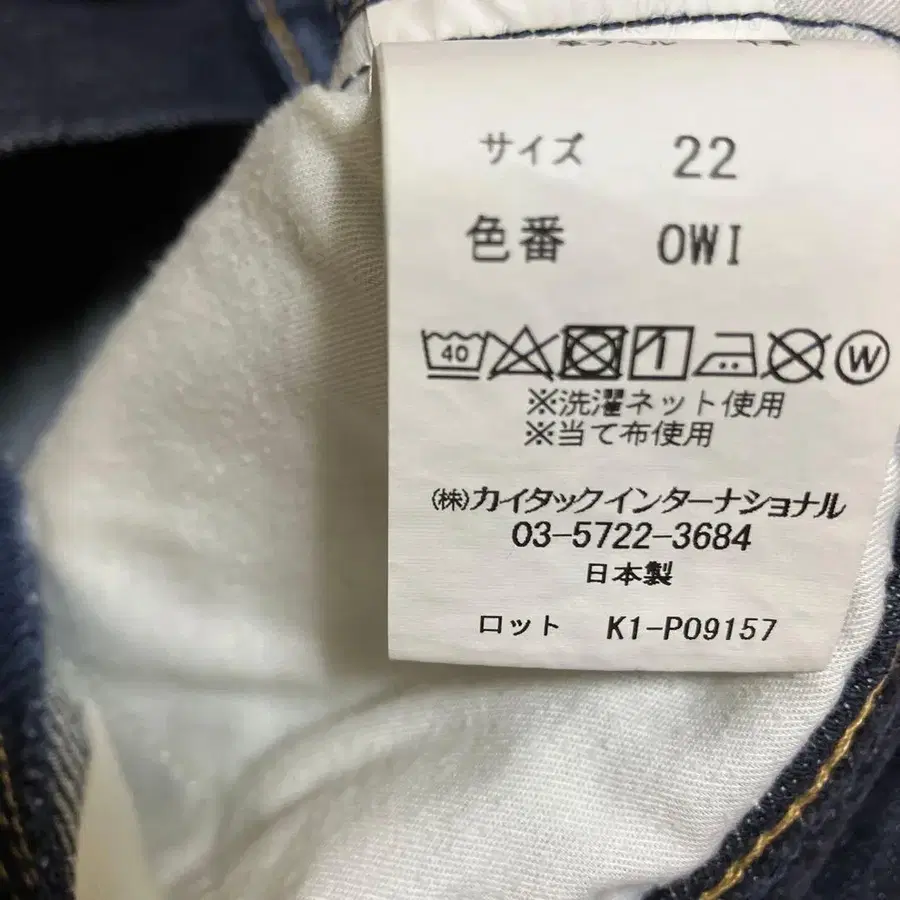 サイズ 22
色番 OWI
40 W
※洗濯ネット使用
※当て布使用
(株)カイタックインターナショナル
03-5722-3684
日本製
ロット K1-P09157